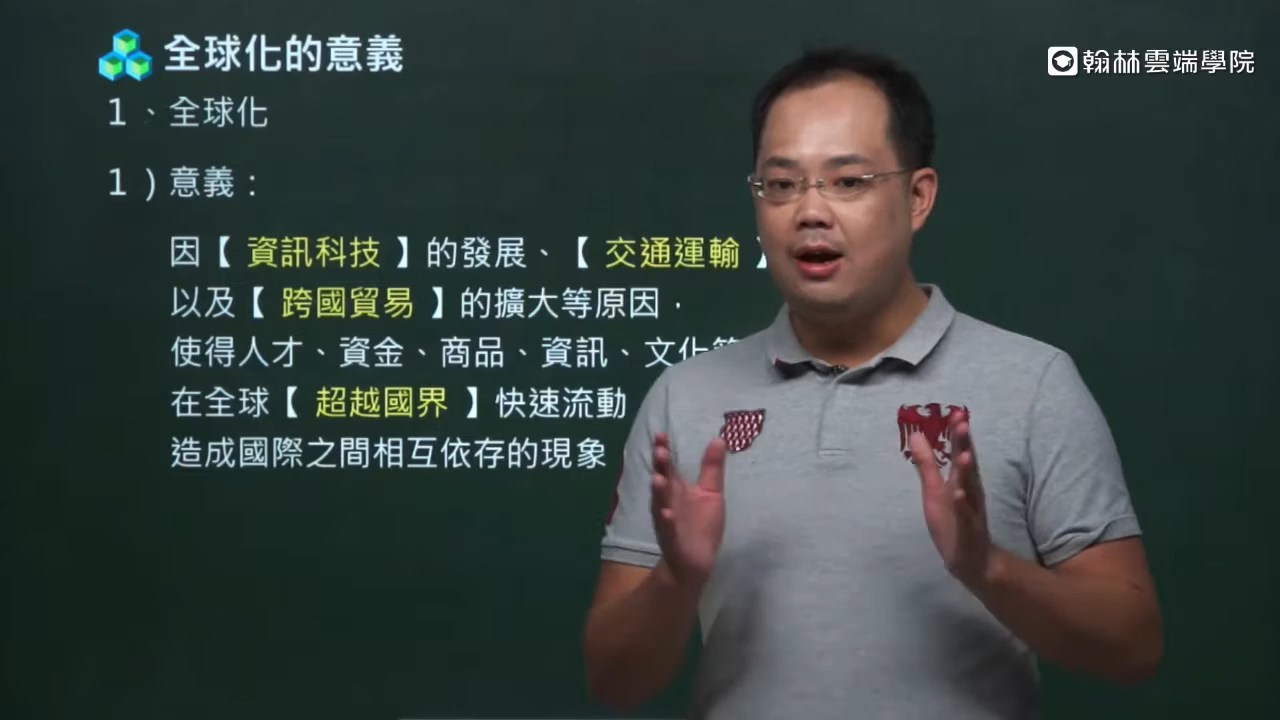 全球化的意義
翰林雲端學院
1、全球化
1)意義:
因【 資訊科技 】的發展、【 交通運輸 】
以及【 跨國貿易 】的擴大等原因,
使得人才、資金、商品、資訊、文化等
在全球【 超越國界 】快速流動
造成國際之間相互依存的現象